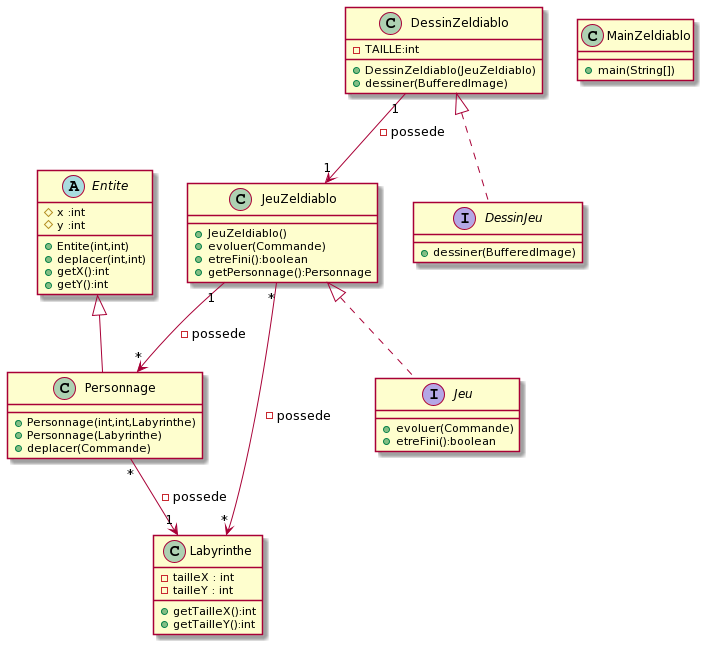 C DessinZeldiablo
TAILLE:int
DessinZeldiablo(JeuZeldiablo)
dessiner(BufferedImage)
C MainZeldiablo
main(String[])
1
possede
1
A Entite
x :int
y :int
Entite(int,int)
deplacer(int,int)
getX():int
getY():int
C JeuZeldiablo
JeuZeldiablo()
evoluer(Commande)
etreFini():boolean
getPersonnage():Personnage
I DessinJeu
dessiner(BufferedImage)
1
*
possede
*
C Personnage
Personnage(int,int,Labyrinthe)
Personnage(Labyrinthe)
deplacer(Commande)
possede
I Jeu
evoluer(Commande)
etreFini():boolean
*
possede
1
*
C Labyrinthe
tailleX : int
tailleY : int
getTailleX():int
getTailleY():int